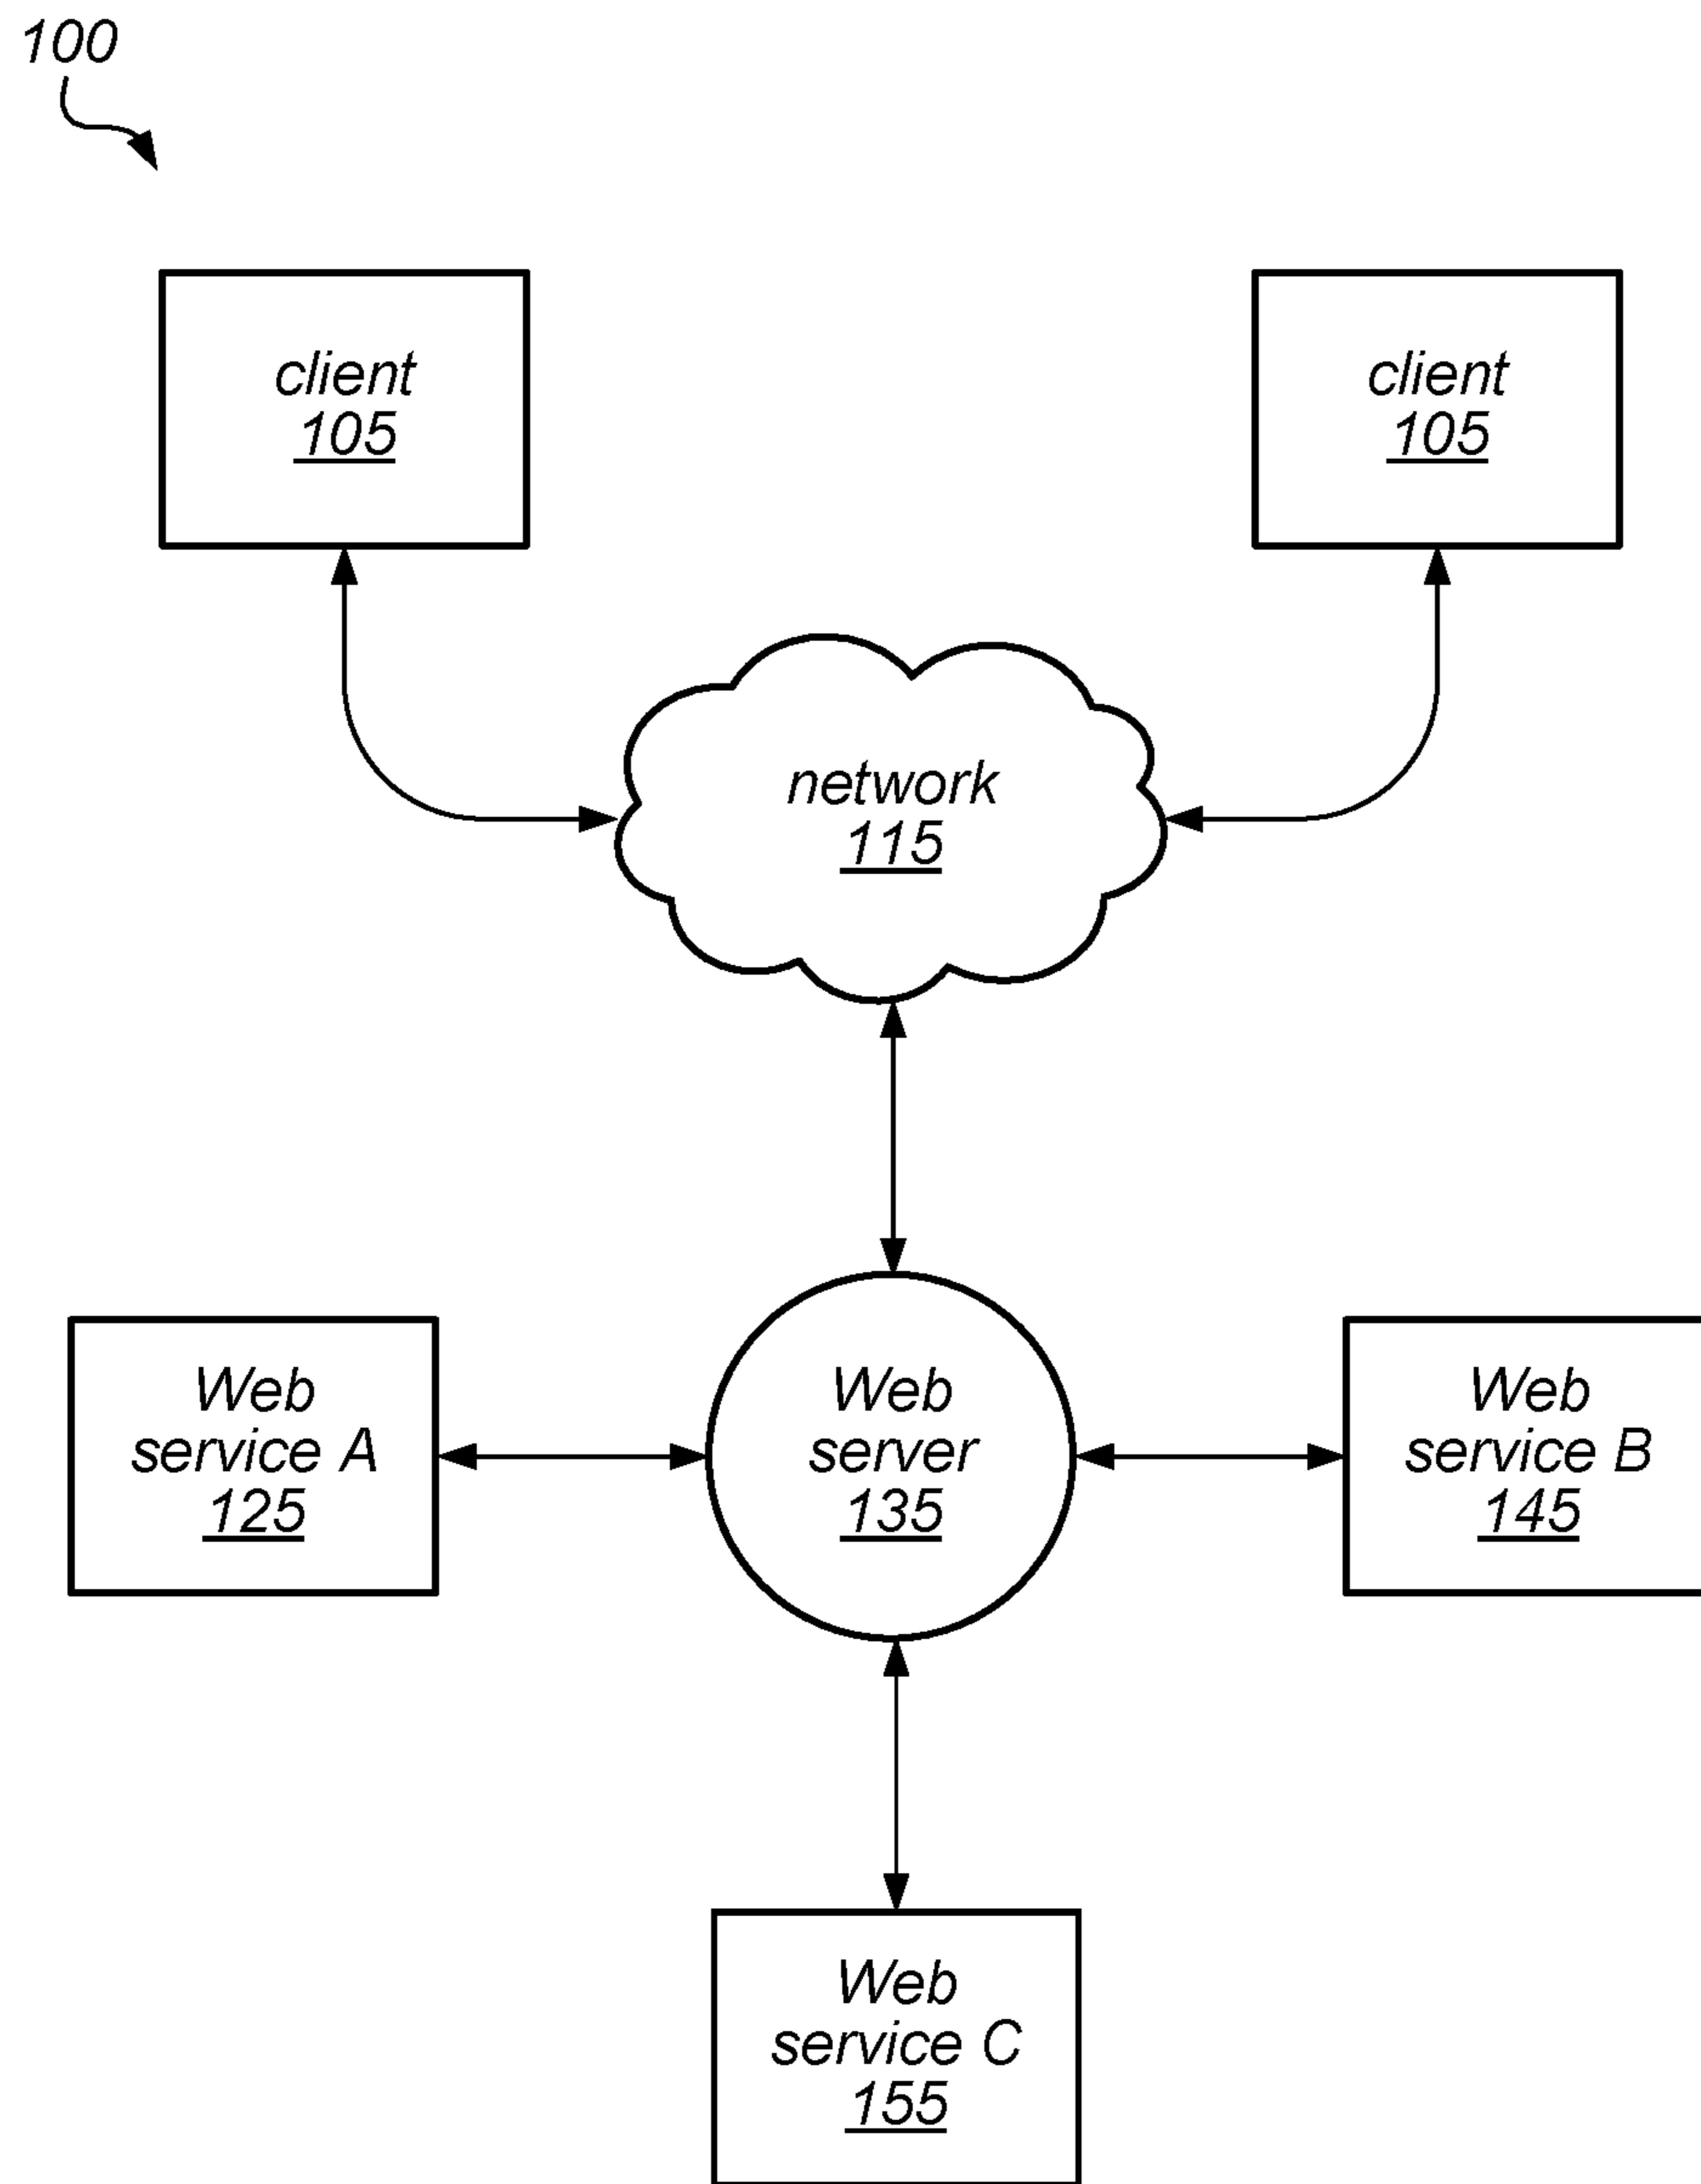 100
client
105
client
105
network
115
Web
service A
125
Web
server
135
Web
service B
145
Web
service C
155